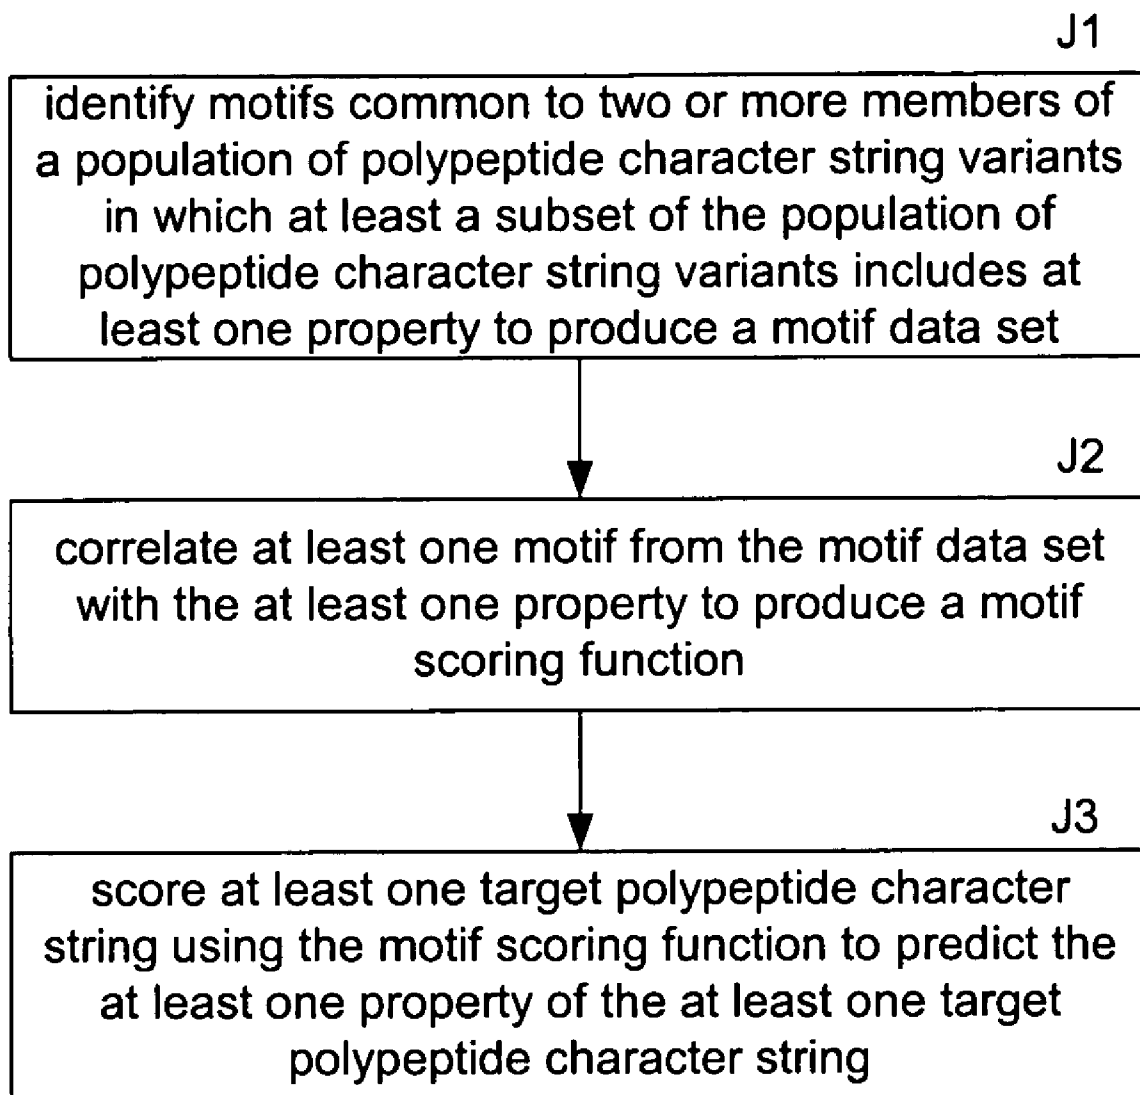 J1
identify motifs common to two or more members of
a population of polypeptide character string variants
in which at least a subset of the population of
polypeptide character string variants includes at
least one property to produce a motif data set
J2
correlate at least one motif from the motif data set
with the at least one property to produce a motif
scoring function
J3
score at least one target polypeptide character
string using the motif scoring function to predict the
at least one property of the at least one target
polypeptide character string